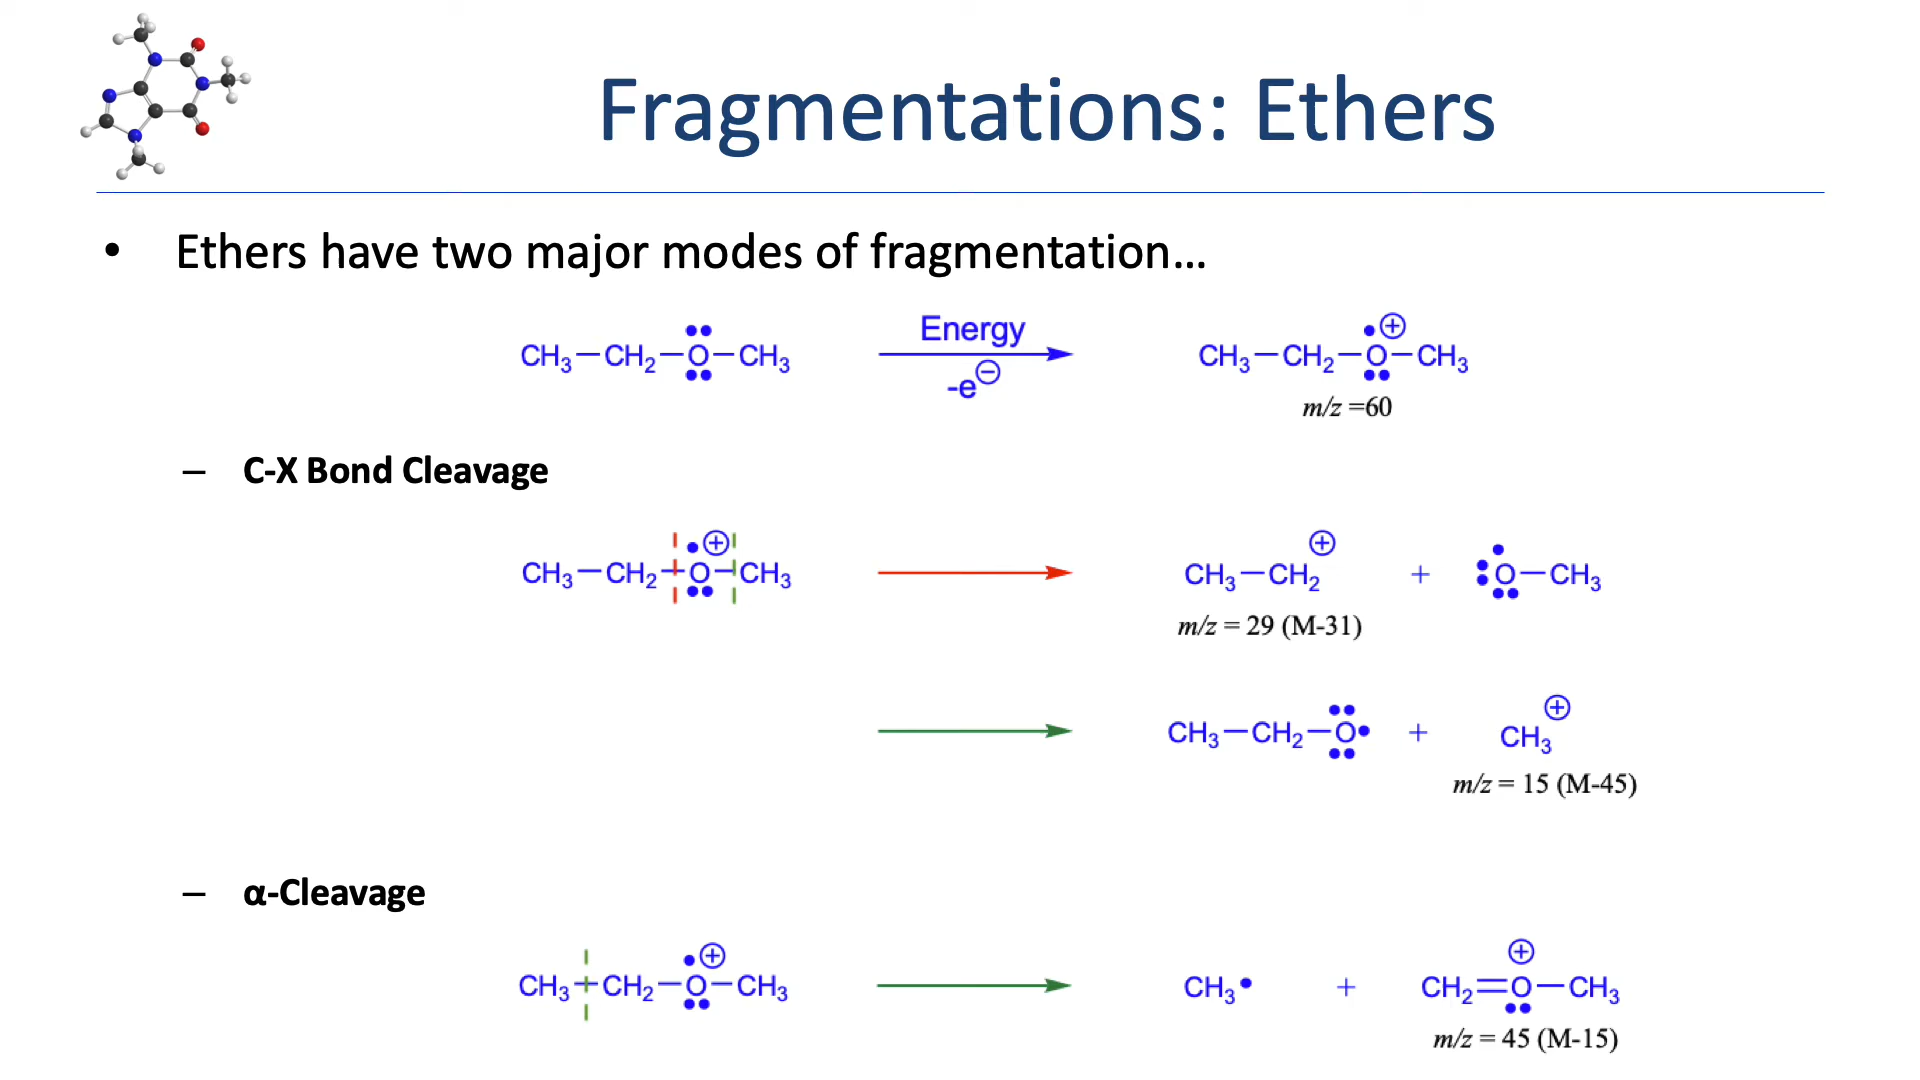 Fragmentations: Ethers
• Ethers have two major modes of fragmentation...
CH₃—CH₂—O—CH₃ Energy -e⊖ CH₃—CH₂—O—CH₃ •⊕
m/z =60
– C-X Bond Cleavage
CH₃—CH₂—O—CH₃ •⊕ CH₃—CH₂ ⊕ + •O—CH₃
m/z = 29 (M-31)
CH₃—CH₂—O• + CH₃ ⊕
m/z = 15 (M-45)
– α-Cleavage
CH₃—CH₂—O—CH₃ •⊕ CH₃• + CH₂=O—CH₃ ⊕
m/z = 45 (M-15)